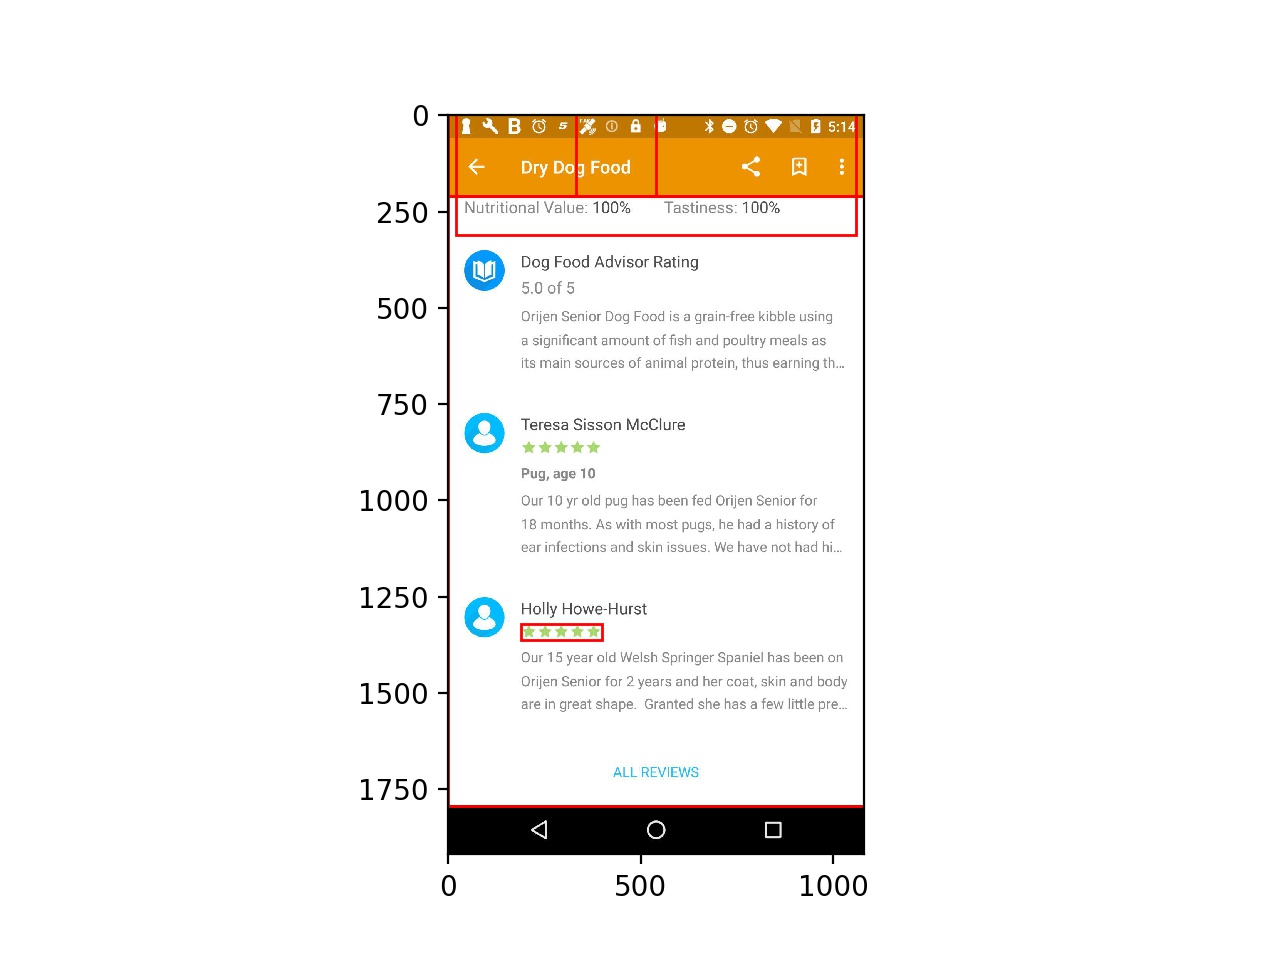 0
250
500
750
1000
1250
1500
1750
0 500 1000
B 5:14
Dry Dog Food
Nutritional Value: 100% Tastiness: 100%
Dog Food Advisor Rating
5.0 of 5
Orijen Senior Dog Food is a grain-free kibble using
a significant amount of fish and poultry meals as
its main sources of animal protein, thus earning th…
Teresa Sisson McClure
Pug, age 10
Our 10 yr old pug has been fed Orijen Senior for
18 months. As with most pugs, he had a history of
ear infections and skin issues. We have not had hi…
Holly Howe-Hurst
Our 15 year old Welsh Springer Spaniel has been on
Orijen Senior for 2 years and her coat, skin and body
are in great shape.  Granted she has a few little pre…
ALL REVIEWS